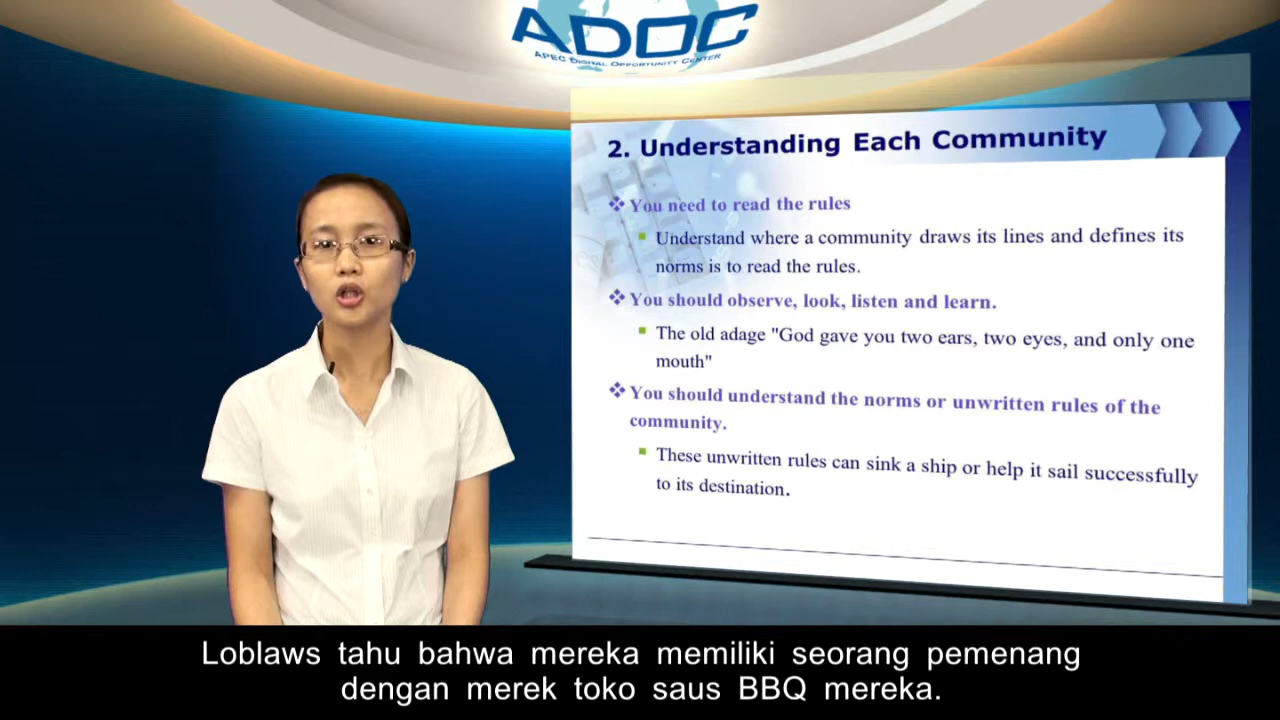 ADOC
APEC DIGITAL OPPORTUNITY CENTER
2. Understanding Each Community
You need to read the rules
Understand where a community draws its lines and defines its
norms is to read the rules.
You should observe, look, listen and learn.
The old adage "God gave you two ears, two eyes, and only one
mouth"
You should understand the norms or unwritten rules of the
community.
These unwritten rules can sink a ship or help it sail successfully
to its destination.
Loblaws tahu bahwa mereka memiliki seorang pemenang
dengan merek toko saus BBQ mereka.